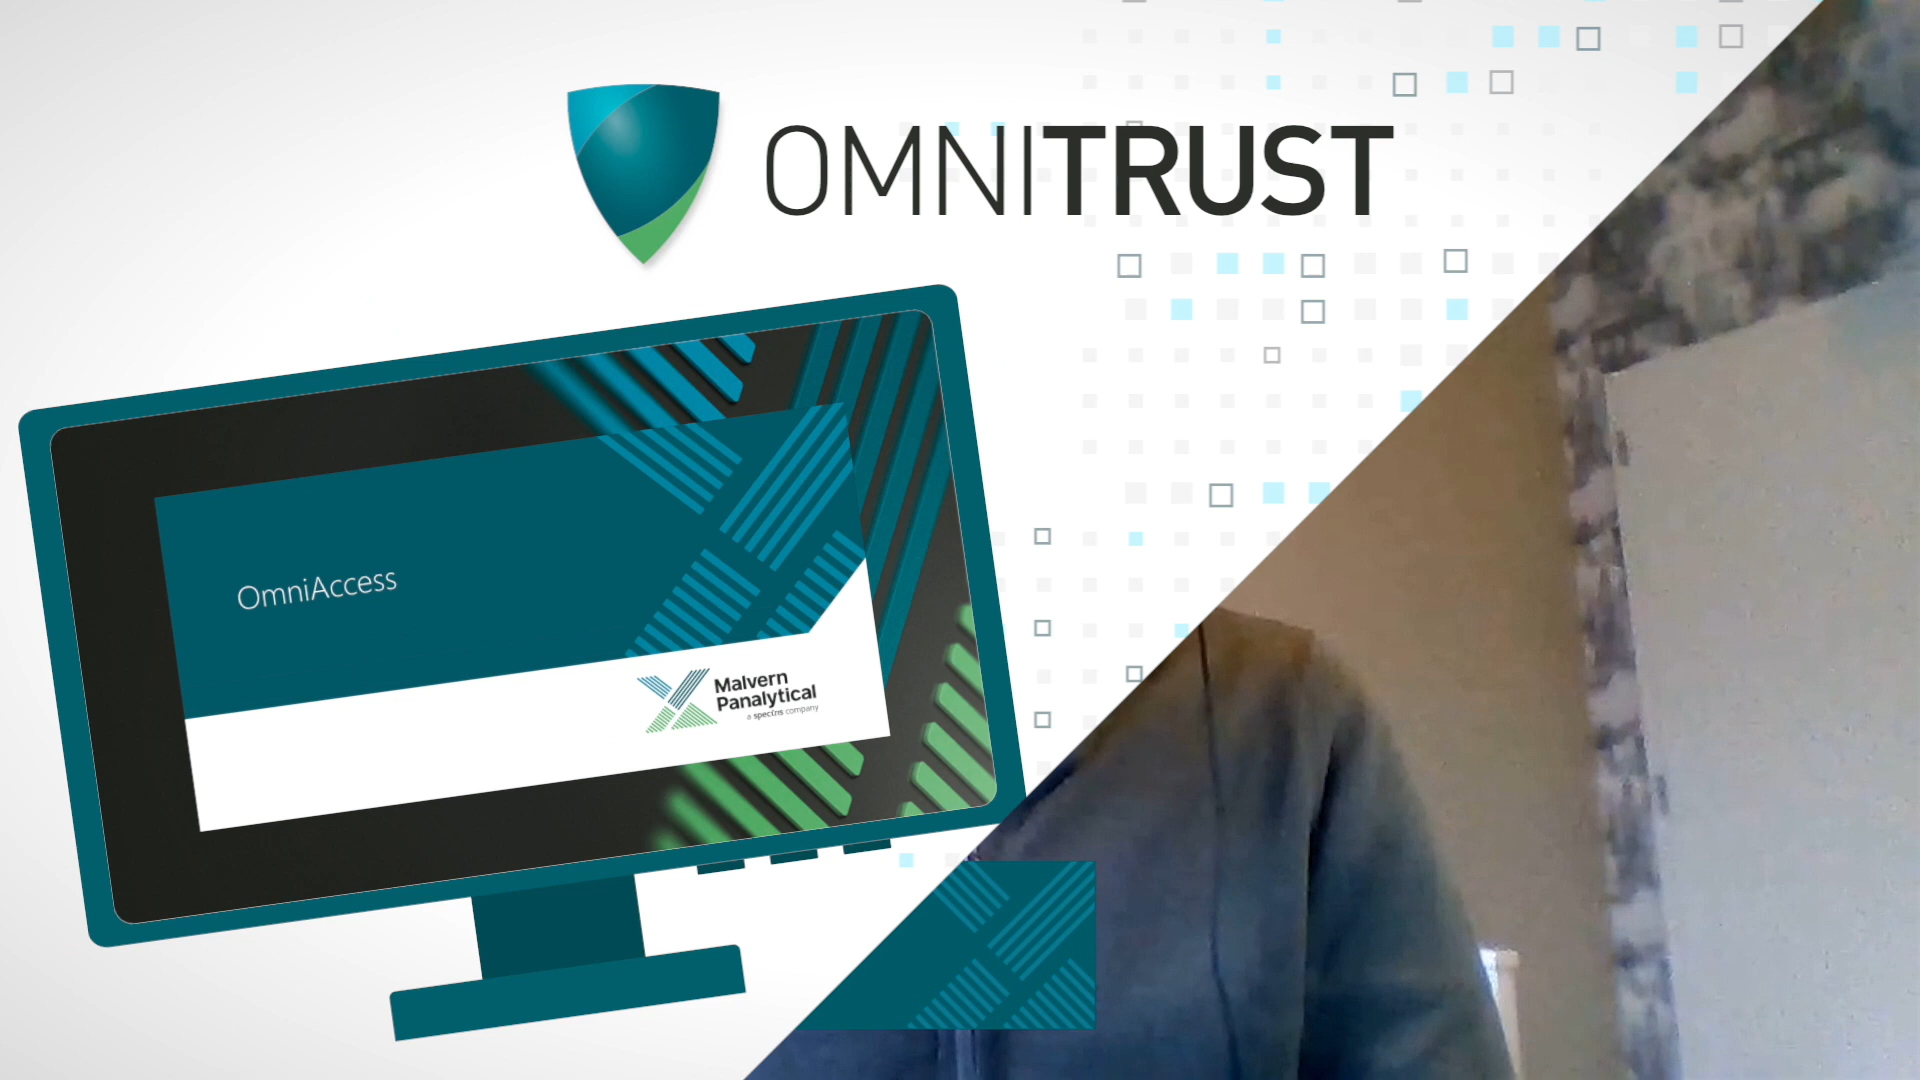 OMNITRUST
OmniAccess
Malvern
Panalytical
a spectris company